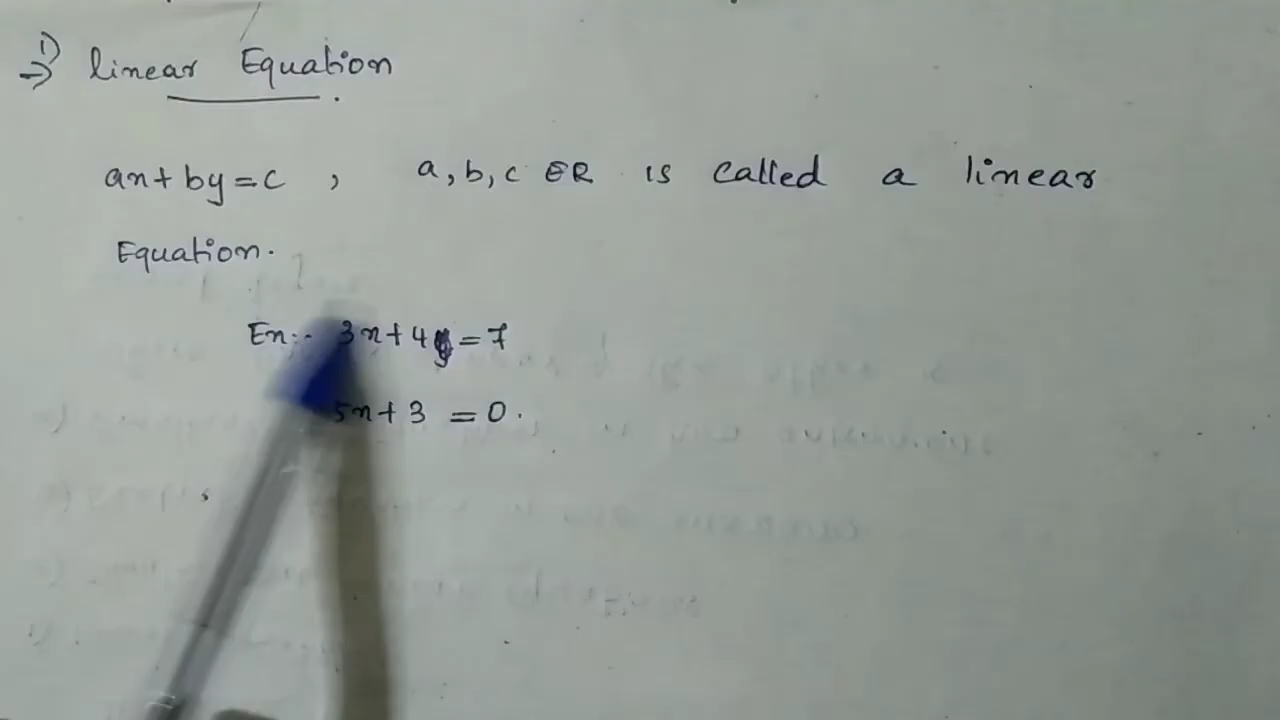 1)
⇒ linear Equation.
ax + by = c , a, b, c ∈ R is called a linear
Equation.
Ex:- 3x + 4y = 7
5x + 3 = 0.